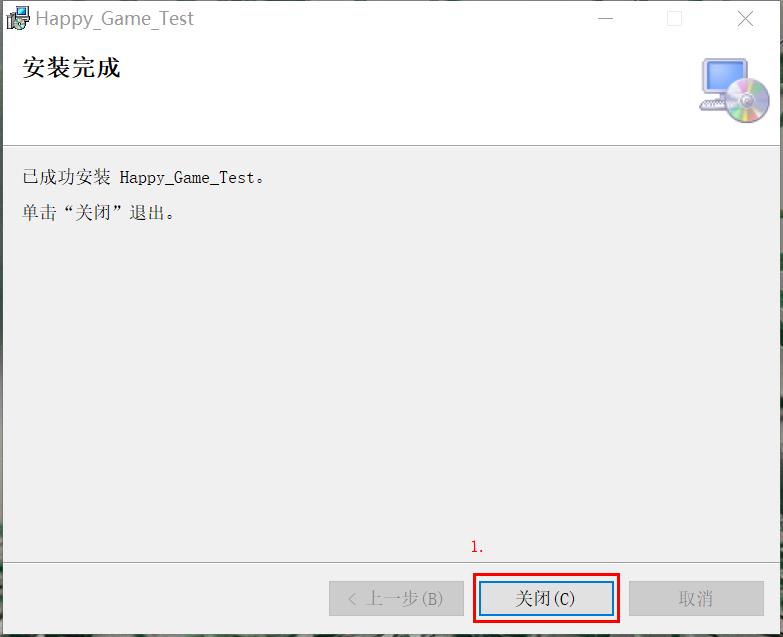 Happy_Game_Test
安装完成
已成功安装 Happy_Game_Test。
单击“关闭”退出。
1.
< 上一步(B)
关闭(C)
取消